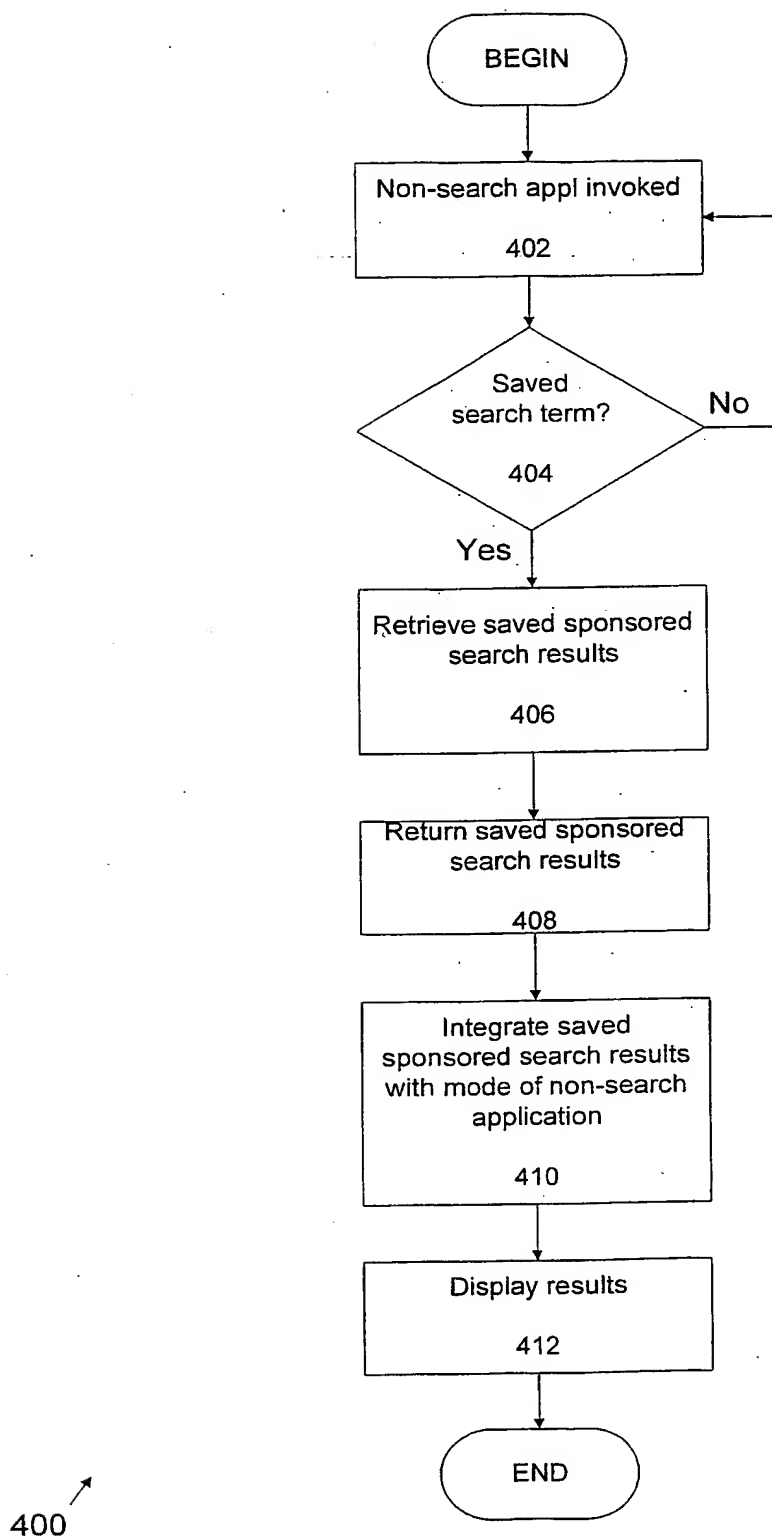 BEGIN
Non-search appl invoked
402
Saved
search term?
404
No
Yes
Retrieve saved sponsored
search results
406
Return saved sponsored
search results
408
Integrate saved
sponsored search results
with mode of non-search
application
410
Display results
412
END
400